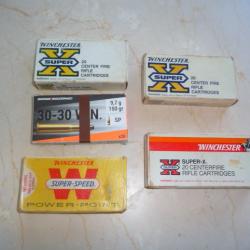 WINCHESTER
X
SUPER
20
CENTER FIRE
RIFLE CARTRIDGES
WINCHESTER
X
SUPER
20
CENTER FIRE
RIFLE CARTRIDGES
9,7 g
150 gr
30-30 WIN.
SP
WINCHESTER
SUPER-X
20 CENTERFIRE
RIFLE CARTRIDGES
WINCHESTER
W
SUPER-SPEED
POWER-POINT